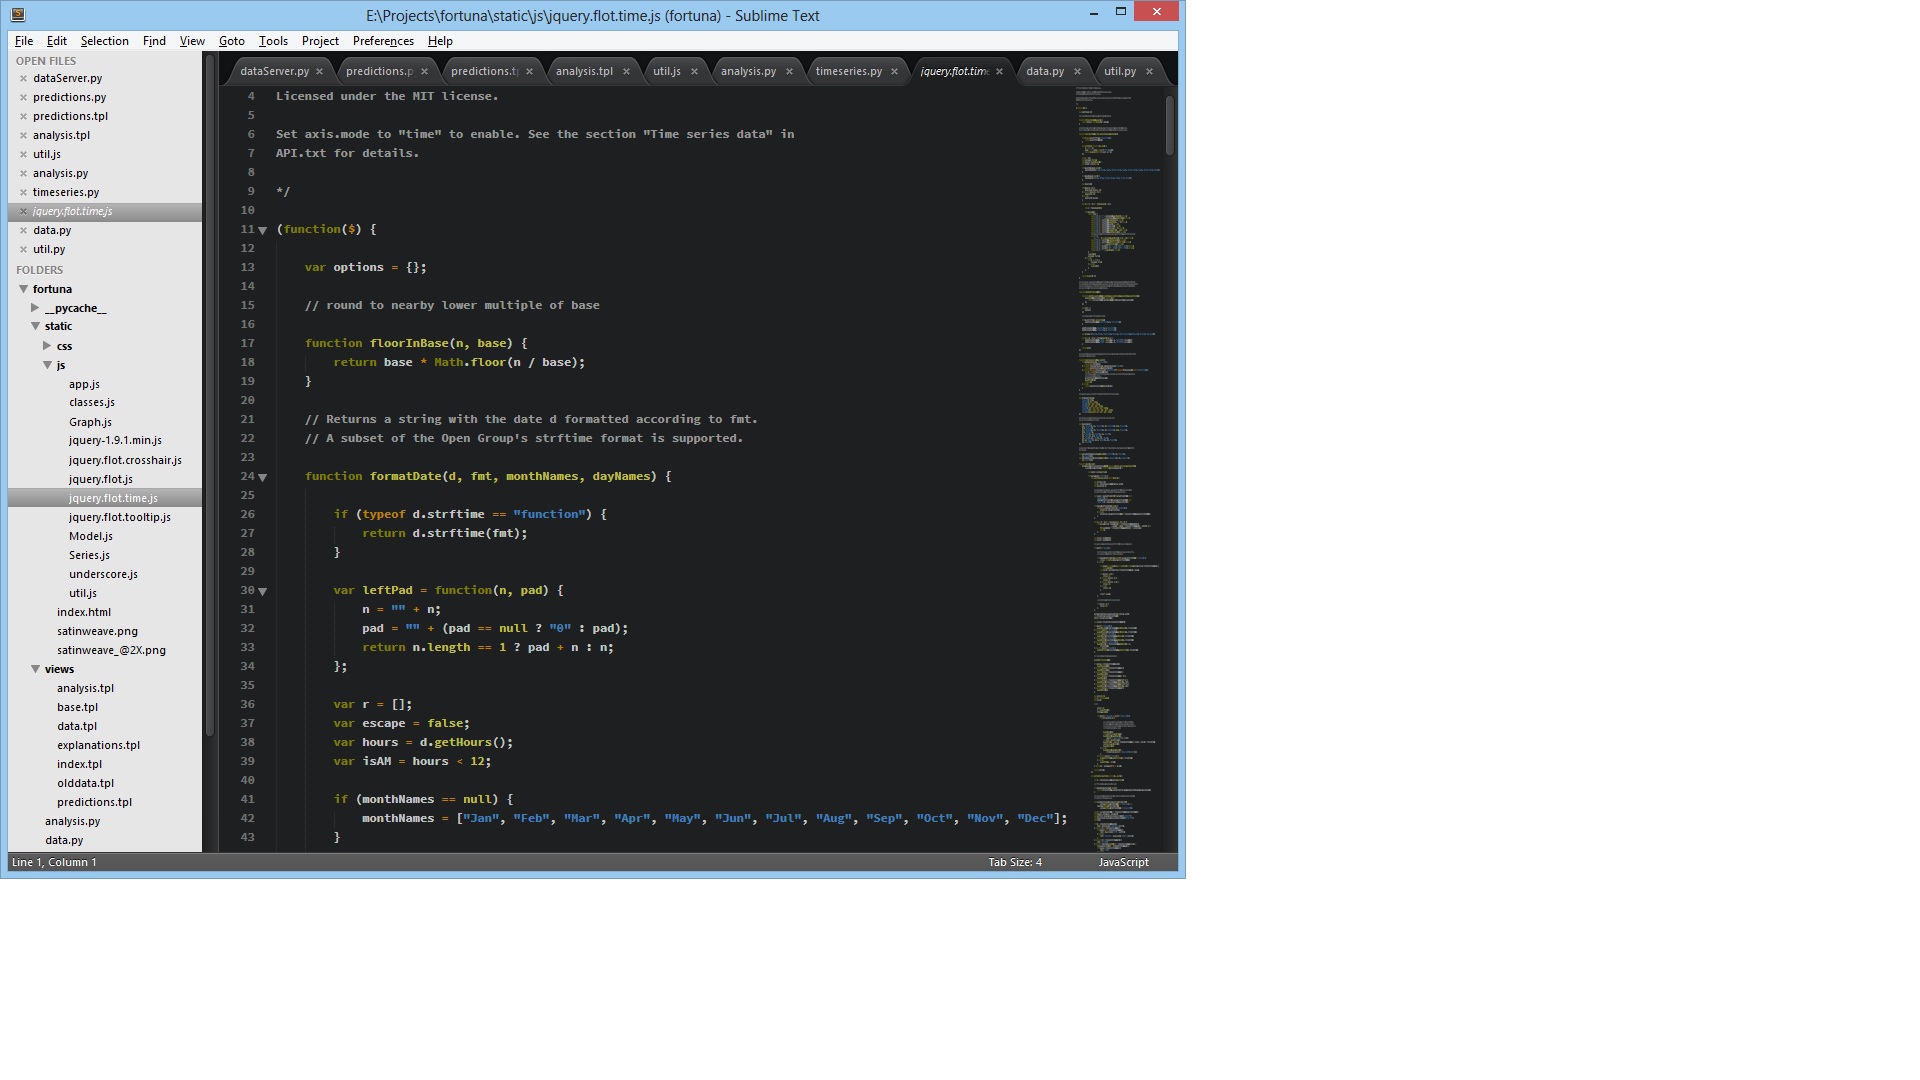 E:\Projects\fortuna\static\js\jquery.flot.time.js (fortuna) - Sublime Text
File Edit Selection Find View Goto Tools Project Preferences Help
OPEN FILES
dataServer.py
predictions.py
predictions.tpl
analysis.tpl
util.js
analysis.py
timeseries.py
jquery.flot.time.js
data.py
util.py
FOLDERS
fortuna
__pycache__
static
css
js
app.js
classes.js
Graph.js
jquery-1.9.1.min.js
jquery.flot.crosshair.js
jquery.flot.js
jquery.flot.time.js
jquery.flot.tooltip.js
Model.js
Series.js
underscore.js
util.js
index.html
satinweave.png
satinweave_@2X.png
views
analysis.tpl
base.tpl
data.tpl
explanations.tpl
index.tpl
olddata.tpl
predictions.tpl
analysis.py
data.py
dataServer.py predictions.p predictions.t analysis.tpl util.js analysis.py timeseries.py jquery.flot.tim data.py util.py
4 Licensed under the MIT license.
5
6 Set axis.mode to "time" to enable. See the section "Time series data" in
7 API.txt for details.
8
9 */
10
11 (function($) {
12
13 var options = {};
14
15 // round to nearby lower multiple of base
16
17 function floorInBase(n, base) {
18 return base * Math.floor(n / base);
19 }
20
21 // Returns a string with the date d formatted according to fmt.
22 // A subset of the Open Group's strftime format is supported.
23
24 function formatDate(d, fmt, monthNames, dayNames) {
25
26 if (typeof d.strftime == "function") {
27 return d.strftime(fmt);
28 }
29
30 var leftPad = function(n, pad) {
31 n = "" + n;
32 pad = "" + (pad == null ? "0" : pad);
33 return n.length == 1 ? pad + n : n;
34 };
35
36 var r = [];
37 var escape = false;
38 var hours = d.getHours();
39 var isAM = hours < 12;
40
41 if (monthNames == null) {
42 monthNames = ["Jan", "Feb", "Mar", "Apr", "May", "Jun", "Jul", "Aug", "Sep", "Oct", "Nov", "Dec"];
43 }
Line 1, Column 1 Tab Size: 4 JavaScript